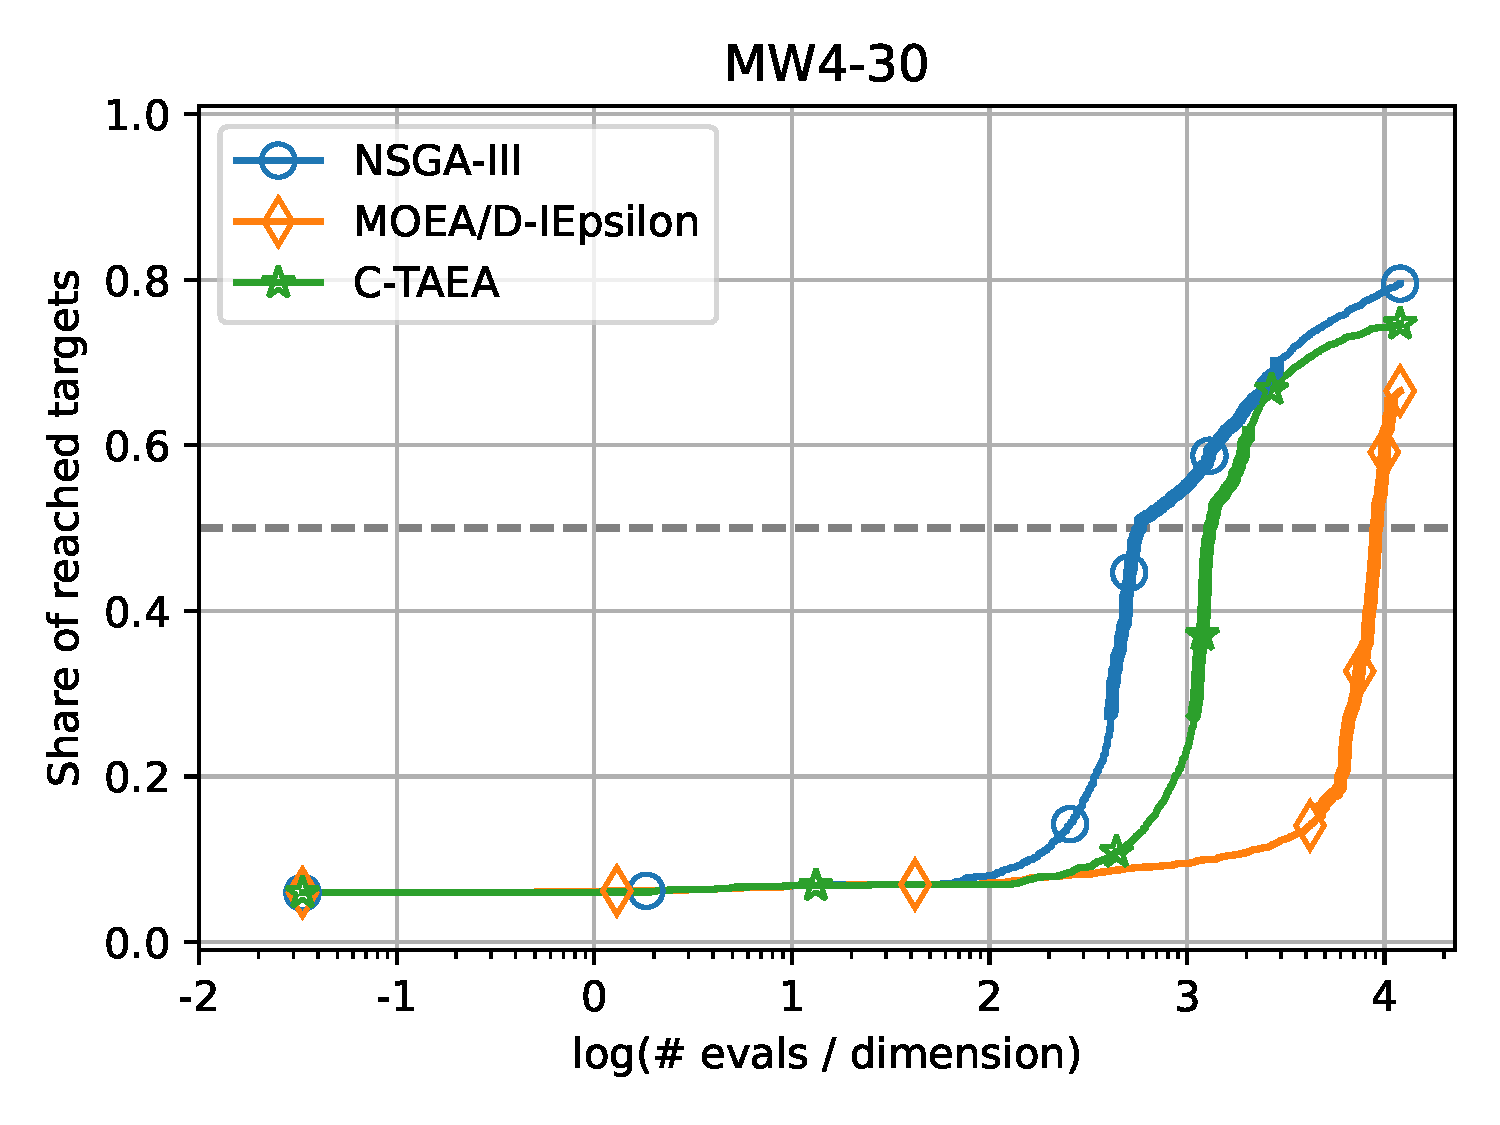 MW4-30
1.0
0.8
0.6
0.4
0.2
0.0
Share of reached targets
NSGA-III
MOEA/D-IEpsilon
C-TAEA
-2 -1 0 1 2 3 4
log(# evals / dimension)